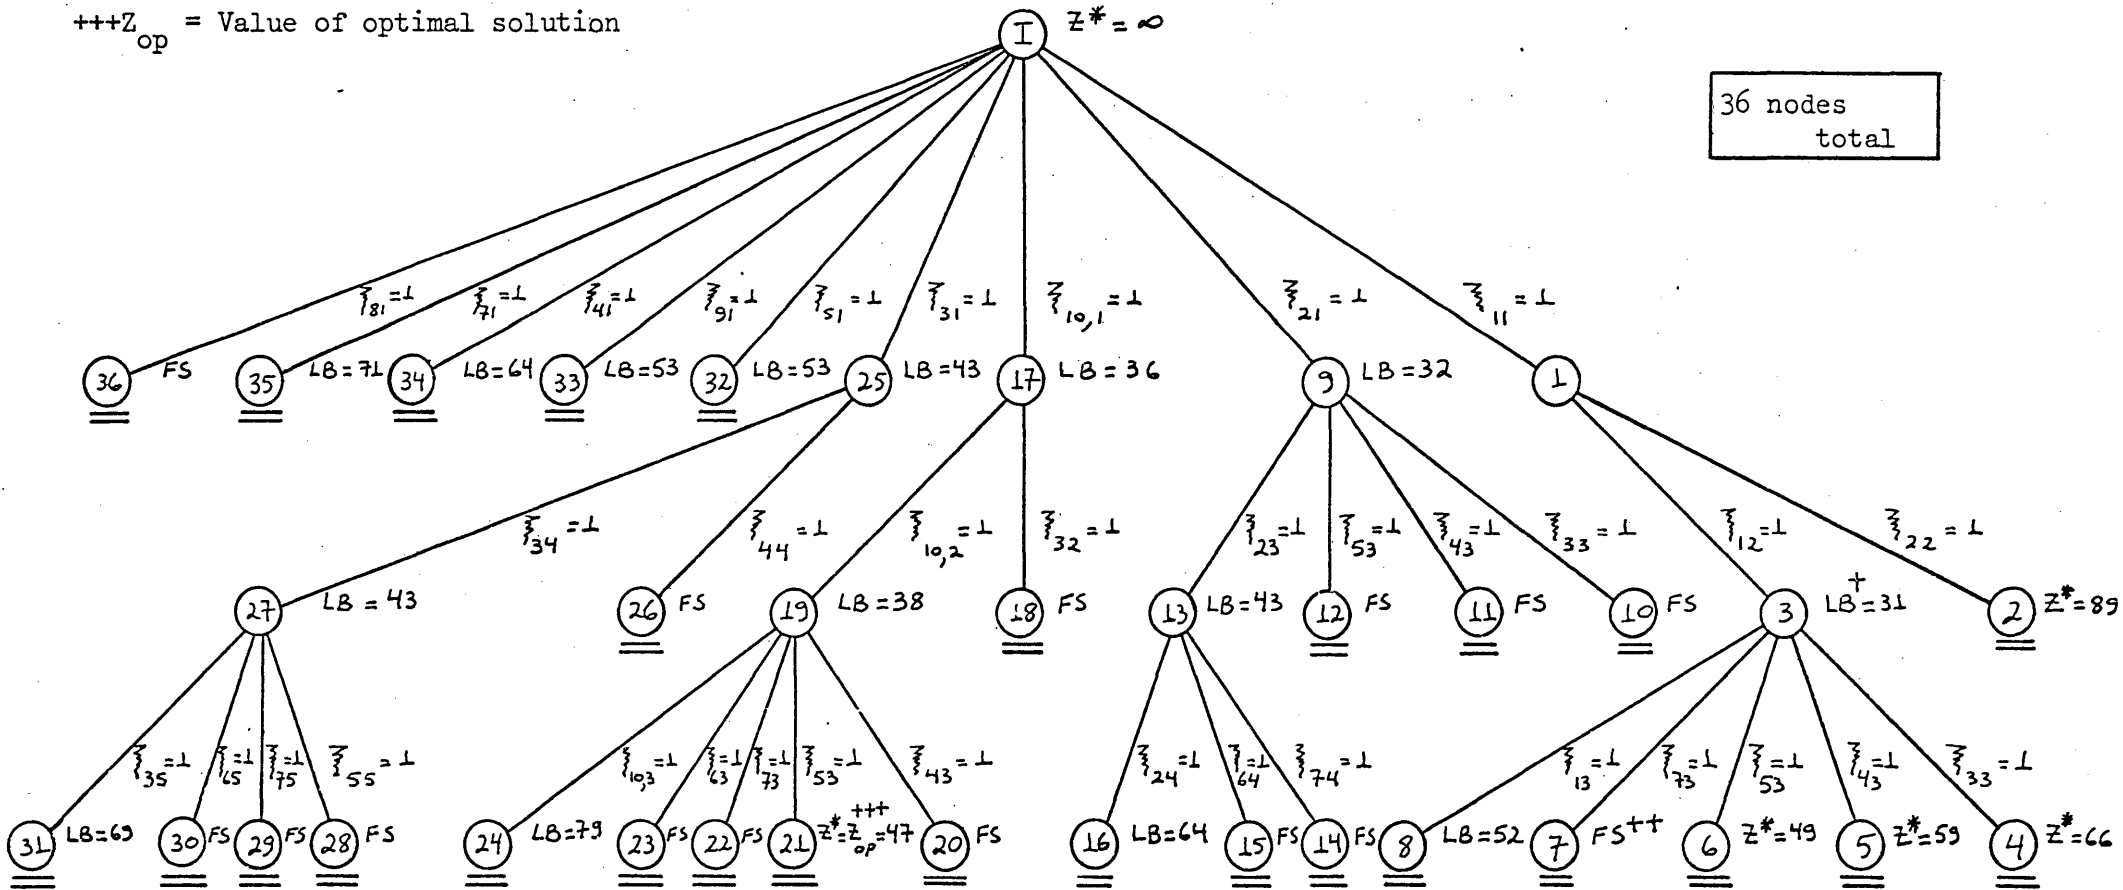 +++Z_op = Value of optimal solution
I Z* = ∞
36 nodes
total
ξ81=1 ξ71=1 ξ41=1 ξ91=1 ξ51=1 ξ31=1 ξ10,1=1 ξ21=1 ξ11=1
36 FS 35 LB=71 34 LB=64 33 LB=53 32 LB=53 25 LB=43 17 LB=36 9 LB=32 1
ξ34=1 ξ44=1 ξ10,2=1 ξ32=1 ξ23=1 ξ53=1 ξ43=1 ξ33=1 ξ12=1 ξ22=1
27 LB=43 26 FS 19 LB=38 18 FS 13 LB=43 12 FS 11 FS 10 FS 3 LB+=31 2 Z*=89
ξ35=1 ξ65=1 ξ75=1 ξ55=1 ξ10,3=1 ξ63=1 ξ73=1 ξ53=1 ξ43=1 ξ24=1 ξ64=1 ξ74=1 ξ13=1 ξ73=1 ξ53=1 ξ43=1 ξ33=1
31 LB=69 30 FS 29 FS 28 FS 24 LB=79 23 FS 22 FS 21 Z*=Z_op+++=47 20 FS 16 LB=64 15 FS 14 FS 8 LB=52 7 FS++ 6 Z*=49 5 Z*=59 4 Z*=66